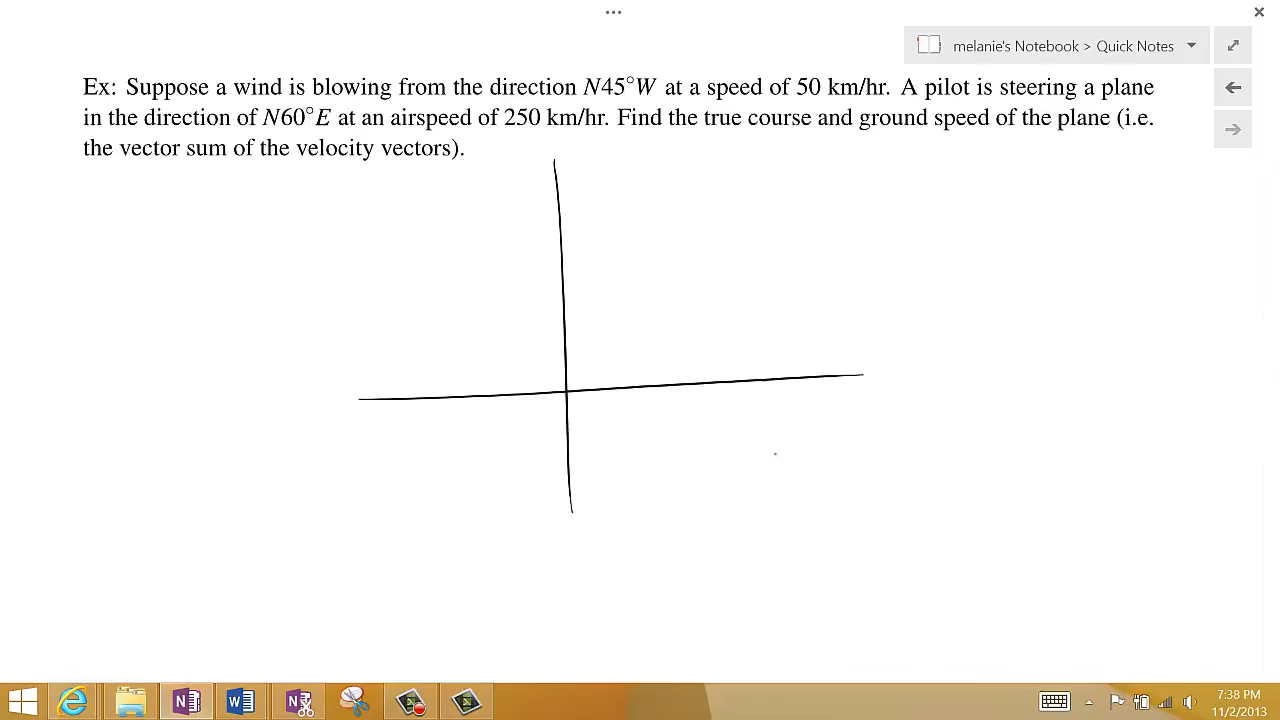 ...
melanie's Notebook > Quick Notes
Ex: Suppose a wind is blowing from the direction N45°W at a speed of 50 km/hr. A pilot is steering a plane
in the direction of N60°E at an airspeed of 250 km/hr. Find the true course and ground speed of the plane (i.e.
the vector sum of the velocity vectors).
7:38 PM
11/2/2013